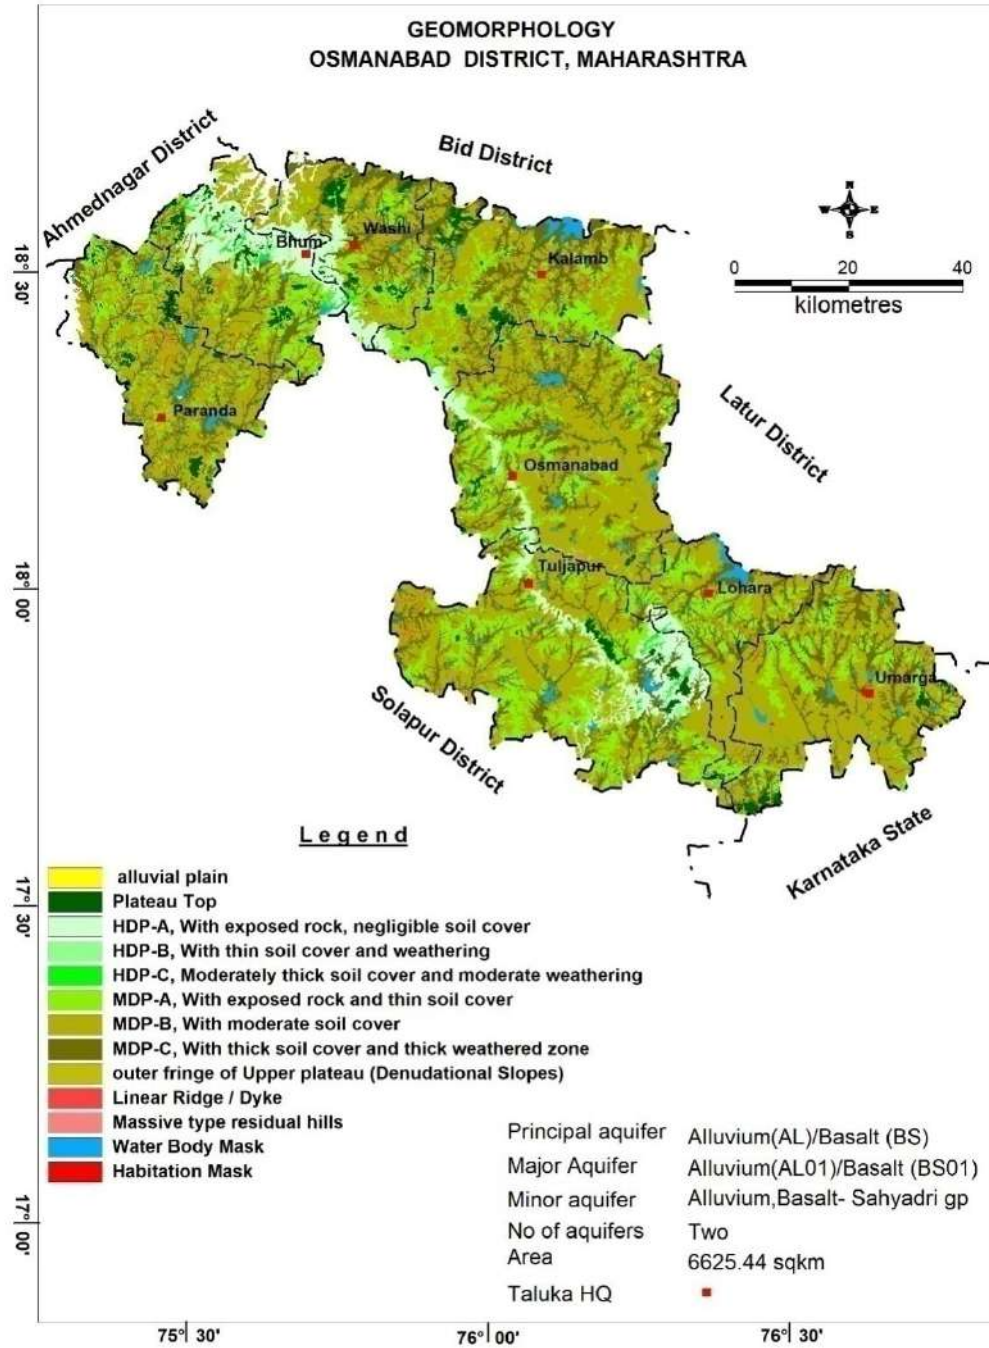 GEOMORPHOLOGY
OSMANABAD DISTRICT, MAHARASHTRA
Ahmednagar District
Bid District
N
W E
S
Bhum
Washi
Kalamb
18° 30'
0 20 40
kilometres
Paranda
Latur District
Osmanabad
Tuljapur
Lohara
18° 00'
Umarga
Solapur District
Karnataka State
Legend
alluvial plain
Plateau Top
17° 30'
HDP-A, With exposed rock, negligible soil cover
HDP-B, With thin soil cover and weathering
HDP-C, Moderately thick soil cover and moderate weathering
MDP-A, With exposed rock and thin soil cover
MDP-B, With moderate soil cover
MDP-C, With thick soil cover and thick weathered zone
outer fringe of Upper plateau (Denudational Slopes)
Linear Ridge / Dyke
Massive type residual hills
Water Body Mask
Habitation Mask
Principal aquifer Alluvium(AL)/Basalt (BS)
Major Aquifer Alluvium(AL01)/Basalt (BS01)
Minor aquifer Alluvium,Basalt- Sahyadri gp
No of aquifers Two
Area 6625.44 sqkm
Taluka HQ
17° 00'
75° 30' 76° 00' 76° 30'